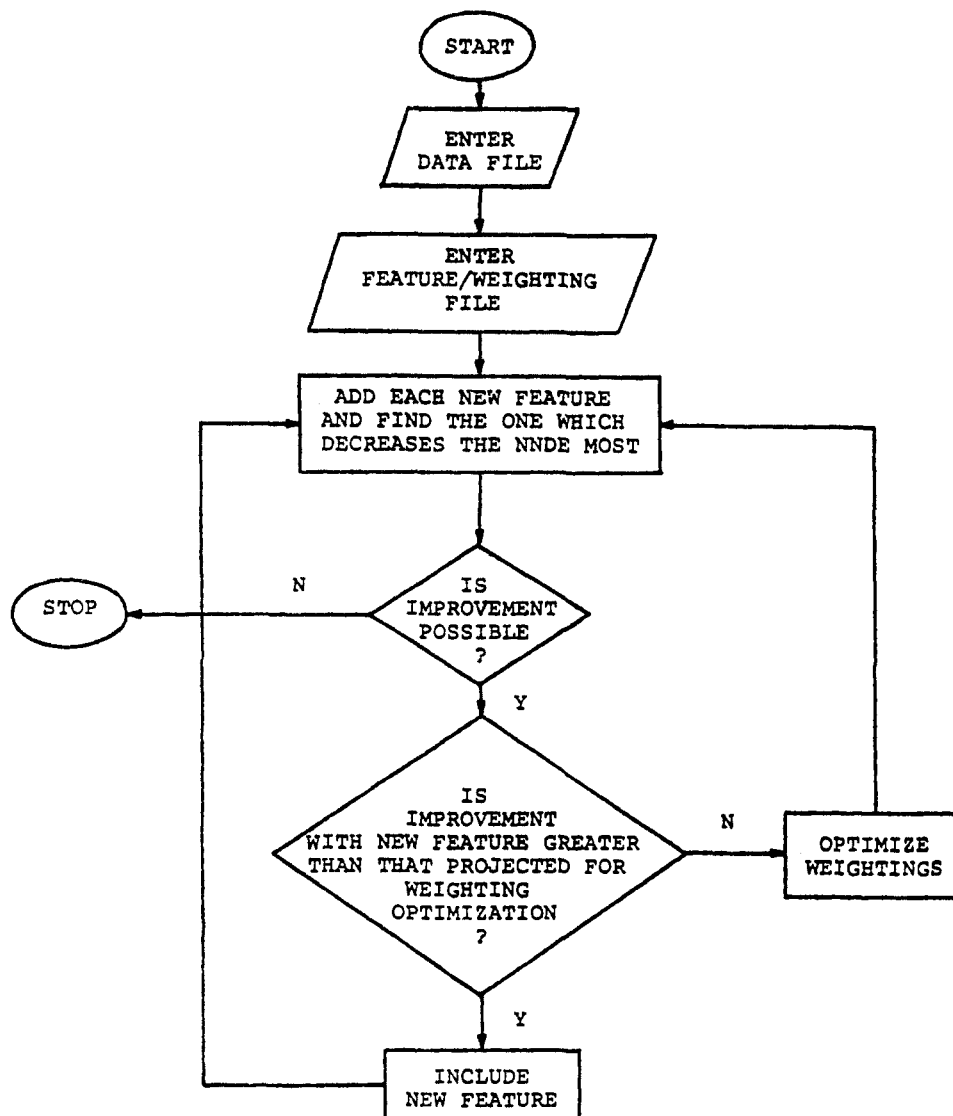 START
ENTER
DATA FILE
ENTER
FEATURE/WEIGHTING
FILE
ADD EACH NEW FEATURE
AND FIND THE ONE WHICH
DECREASES THE NNDE MOST
N
STOP
IS
IMPROVEMENT
POSSIBLE
?
Y
IS
IMPROVEMENT
WITH NEW FEATURE GREATER
THAN THAT PROJECTED FOR
WEIGHTING
OPTIMIZATION
?
N
OPTIMIZE
WEIGHTINGS
Y
INCLUDE
NEW FEATURE